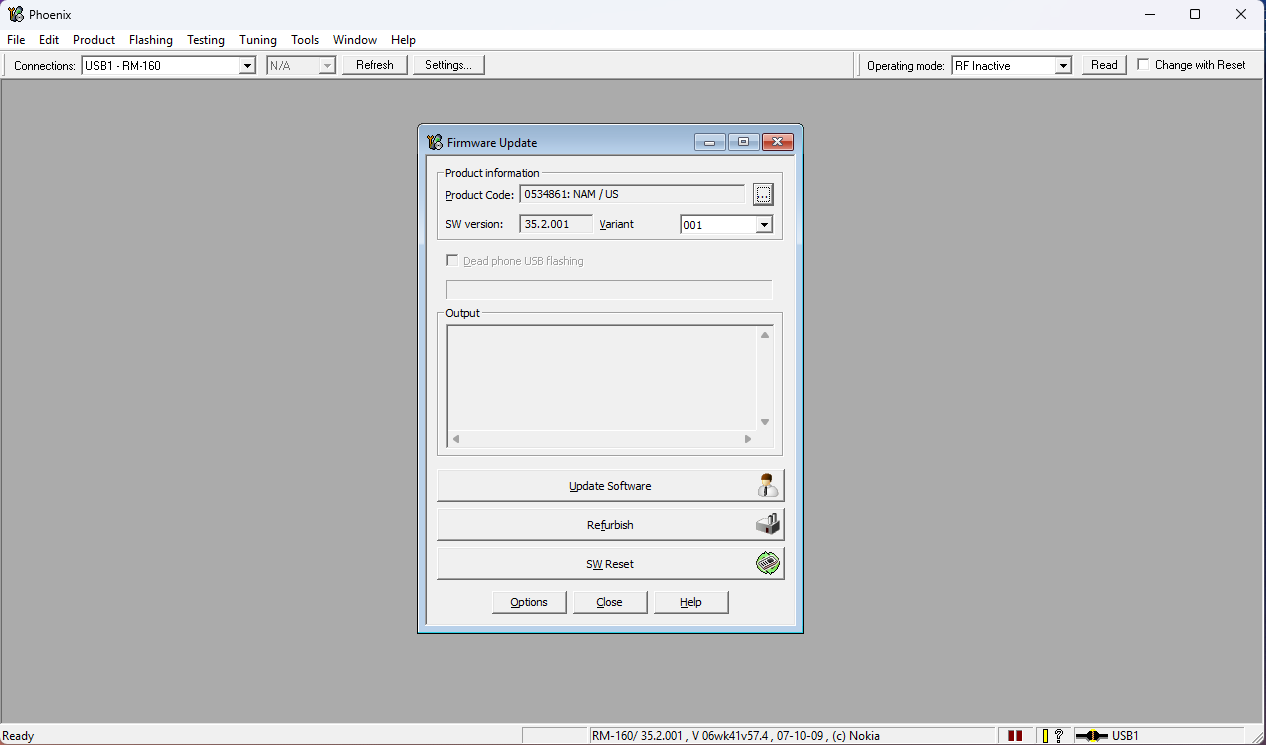 Phoenix
File Edit Product Flashing Testing Tuning Tools Window Help
Connections: USB1 - RM-160 N/A Refresh Settings... Operating mode: RF Inactive Read Change with Reset
Firmware Update
Product information
Product Code: 0534861: NAM / US ...
SW version: 35.2.001 Variant 001
Dead phone USB flashing
Output
Update Software
Refurbish
SW Reset
Options Close Help
Ready RM-160/ 35.2.001 , V 06wk41v57.4 , 07-10-09 , (c) Nokia ? USB1